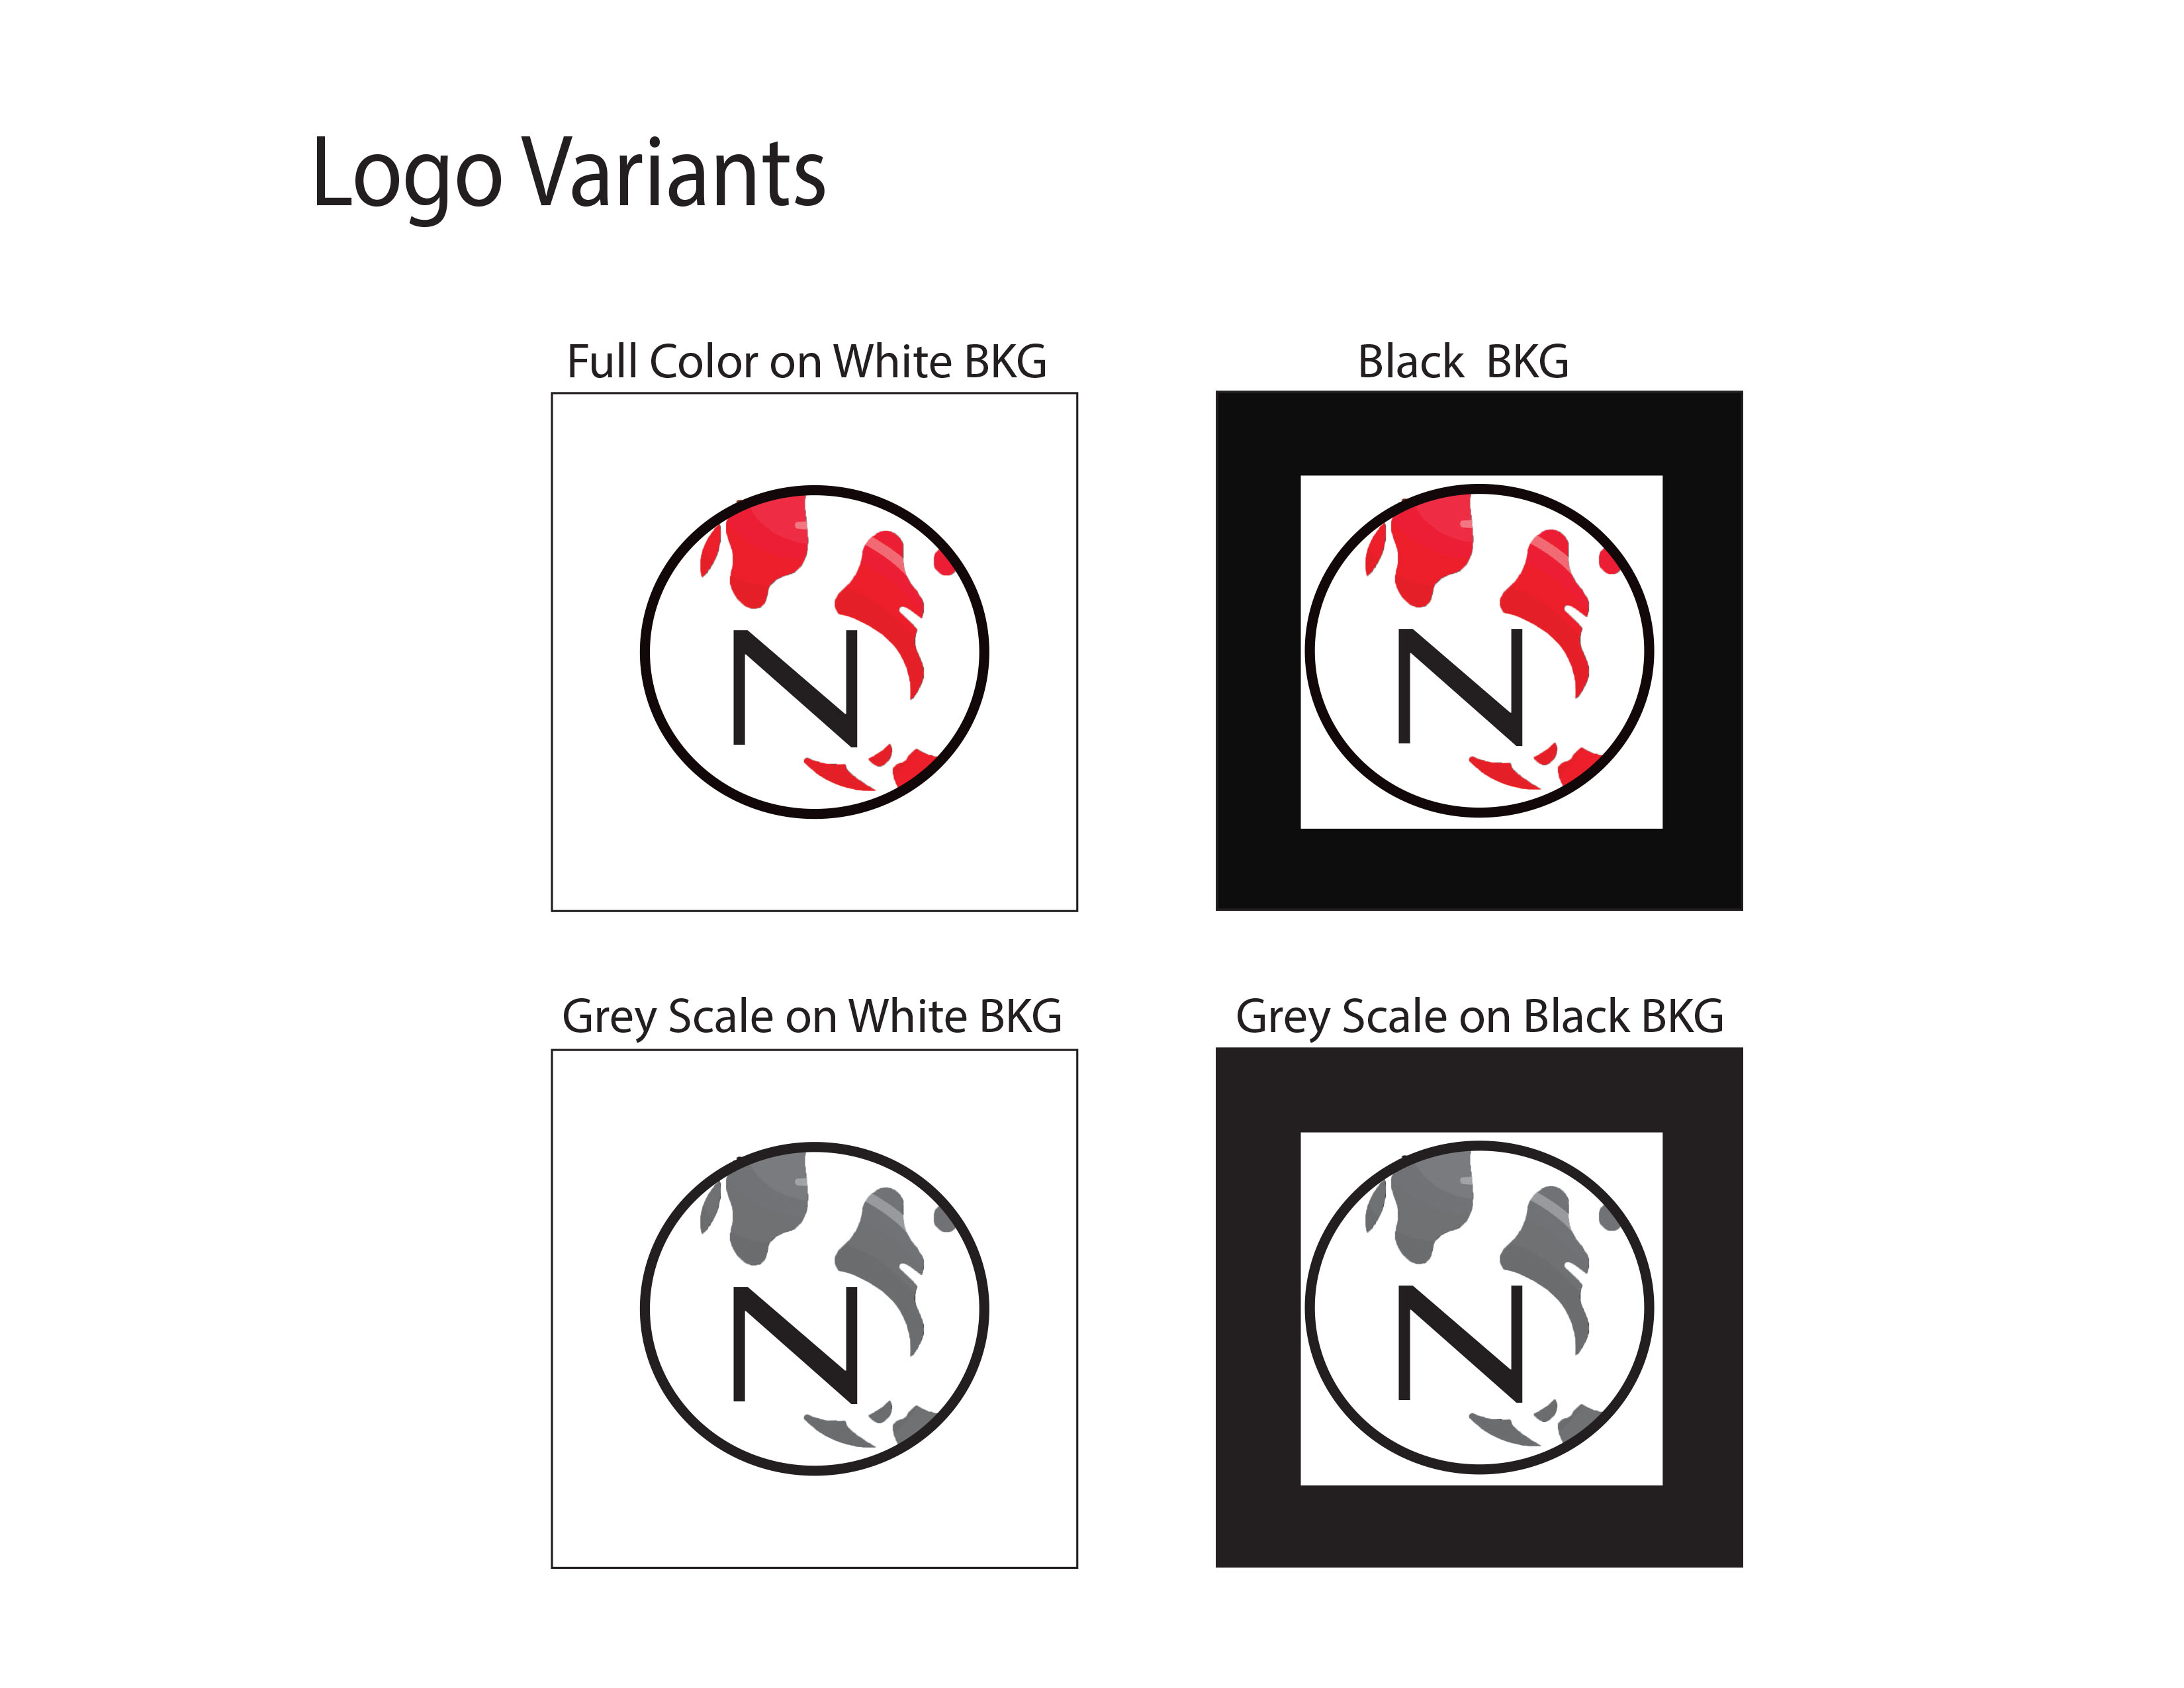 Logo Variants
Full Color on White BKG
Black BKG
N
N
Grey Scale on White BKG
Grey Scale on Black BKG
N
N